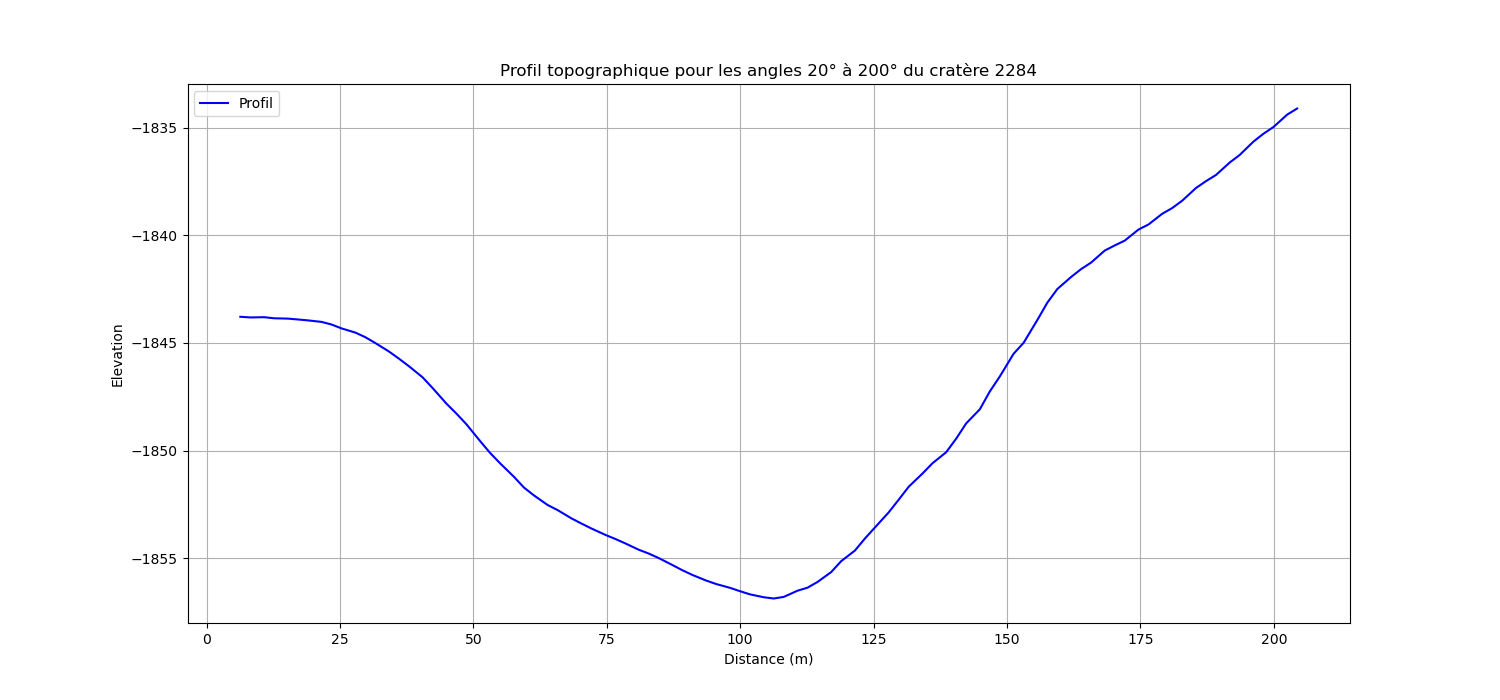 Profil topographique pour les angles 20° à 200° du cratère 2284
Profil
−1835
−1840
−1845
−1850
−1855
Elevation
0 25 50 75 100 125 150 175 200
Distance (m)